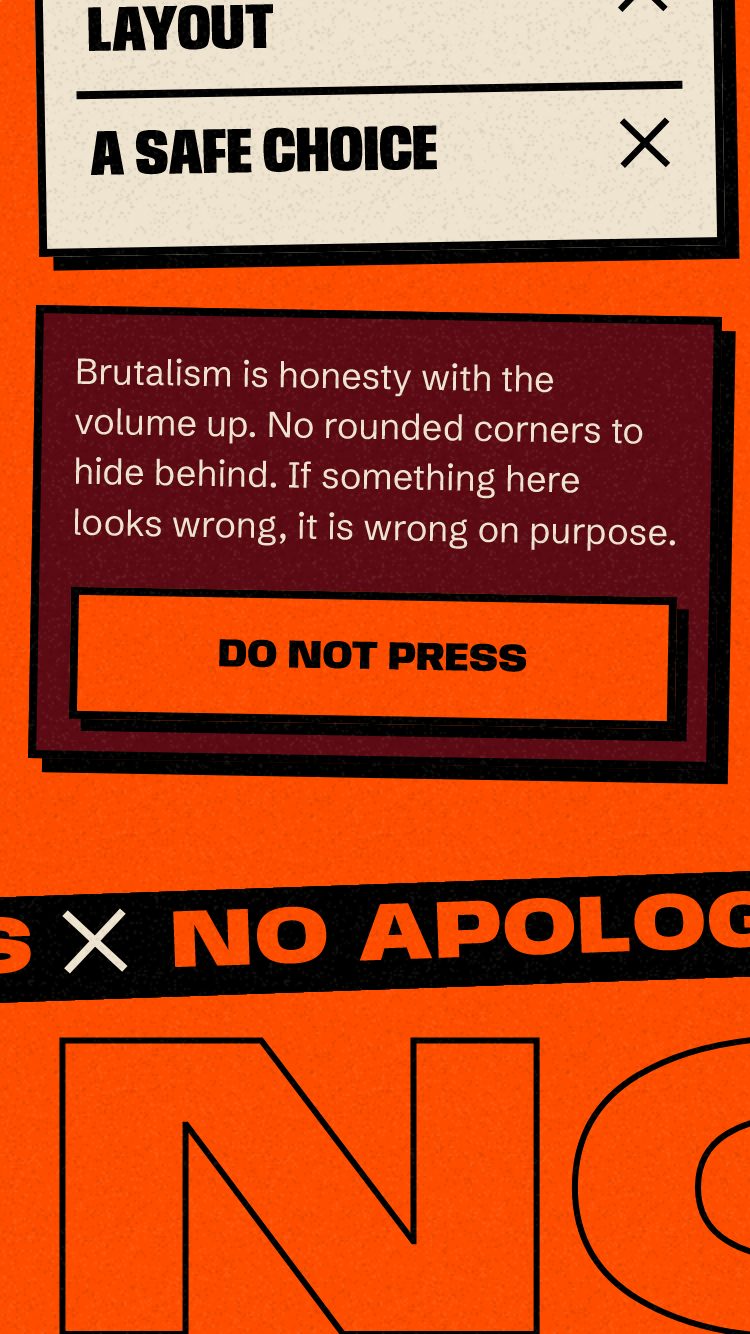 LAYOUT
A SAFE CHOICE
Brutalism is honesty with the
volume up. No rounded corners to
hide behind. If something here
looks wrong, it is wrong on purpose.
DO NOT PRESS
NO
NO